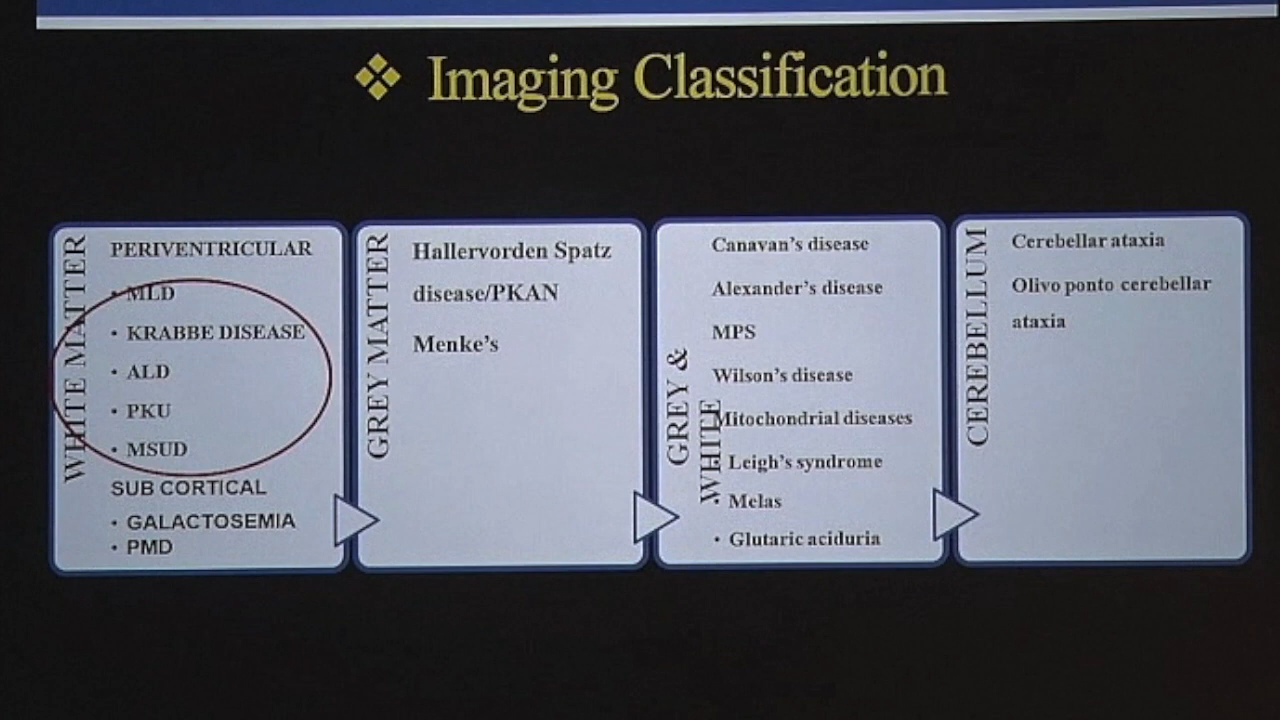 ❖ Imaging Classification
WHITE MATTER
PERIVENTRICULAR
• MLD
• KRABBE DISEASE
• ALD
• PKU
• MSUD
SUB CORTICAL
• GALACTOSEMIA
• PMD
GREY MATTER
Hallervorden Spatz
disease/PKAN
Menke's
GREY &
WHITE
Canavan's disease
Alexander's disease
MPS
Wilson's disease
Mitochondrial diseases
• Leigh's syndrome
• Melas
• Glutaric aciduria
CEREBELLUM
Cerebellar ataxia
Olivo ponto cerebellar
ataxia